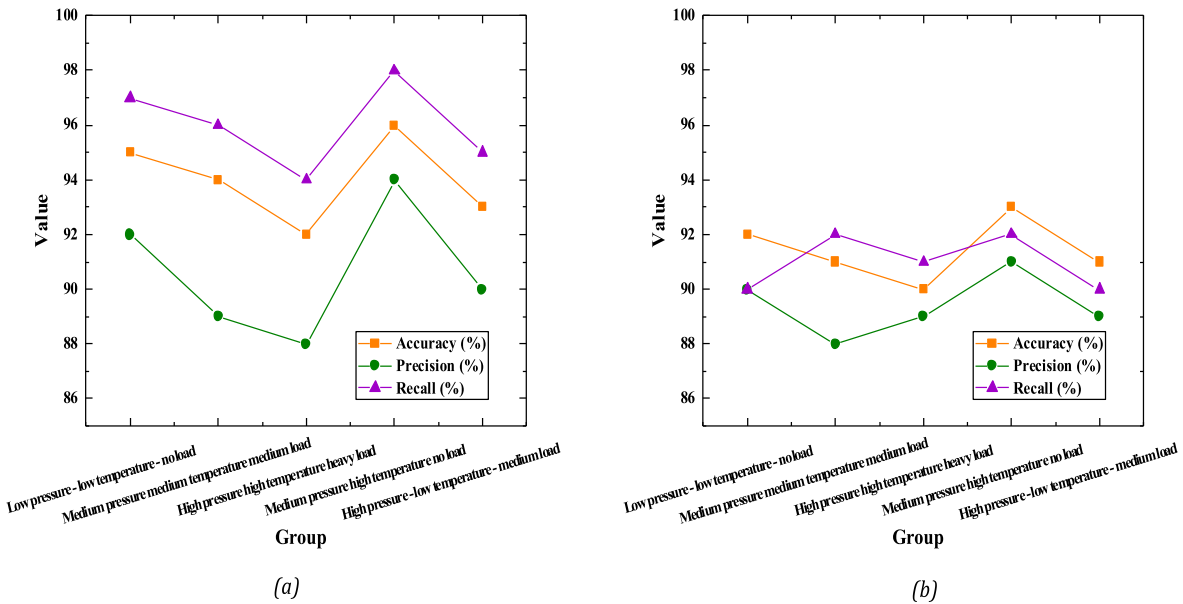 100
98
96
94
92
90
88
86
Value
Accuracy (%)
Precision (%)
Recall (%)
Low pressure - low temperature - no load
Medium pressure medium temperature medium load
High pressure high temperature heavy load
Medium pressure high temperature no load
High pressure - low temperature - medium load
Group
(a)
100
98
96
94
92
90
88
86
Value
Accuracy (%)
Precision (%)
Recall (%)
Low pressure - low temperature - no load
Medium pressure medium temperature medium load
High pressure high temperature heavy load
Medium pressure high temperature no load
High pressure - low temperature - medium load
Group
(b)